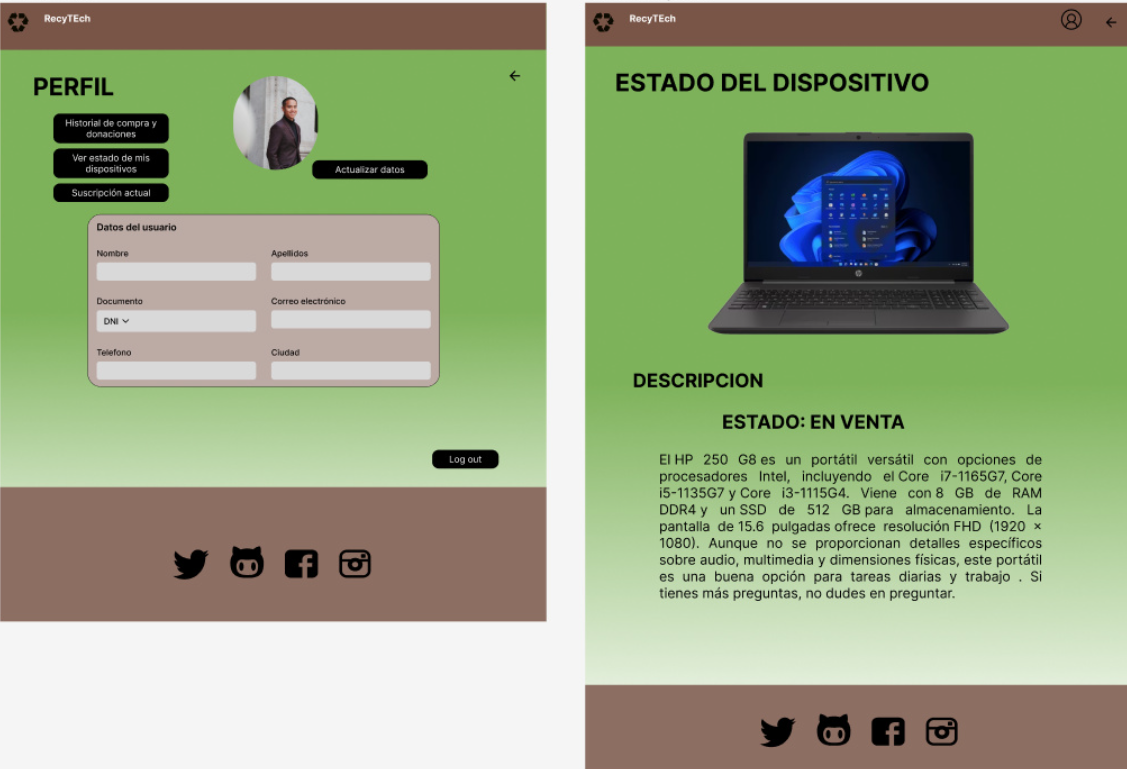 RecyTEch
PERFIL
Historial de compra y
donaciones
Ver estado de mis
dispositivos
Suscripción actual
Actualizar datos
Datos del usuario
Nombre
Apellidos
Documento
Correo electrónico
DNI
Telefono
Ciudad
Log out
RecyTEch
ESTADO DEL DISPOSITIVO
DESCRIPCION
ESTADO: EN VENTA
El HP 250 G8 es un portátil versátil con opciones de
procesadores Intel, incluyendo el Core i7-1165G7, Core
i5-1135G7 y Core i3-1115G4. Viene con 8 GB de RAM
DDR4 y un SSD de 512 GB para almacenamiento. La
pantalla de 15.6 pulgadas ofrece resolución FHD (1920 ×
1080). Aunque no se proporcionan detalles específicos
sobre audio, multimedia y dimensiones físicas, este portátil
es una buena opción para tareas diarias y trabajo . Si
tienes más preguntas, no dudes en preguntar.